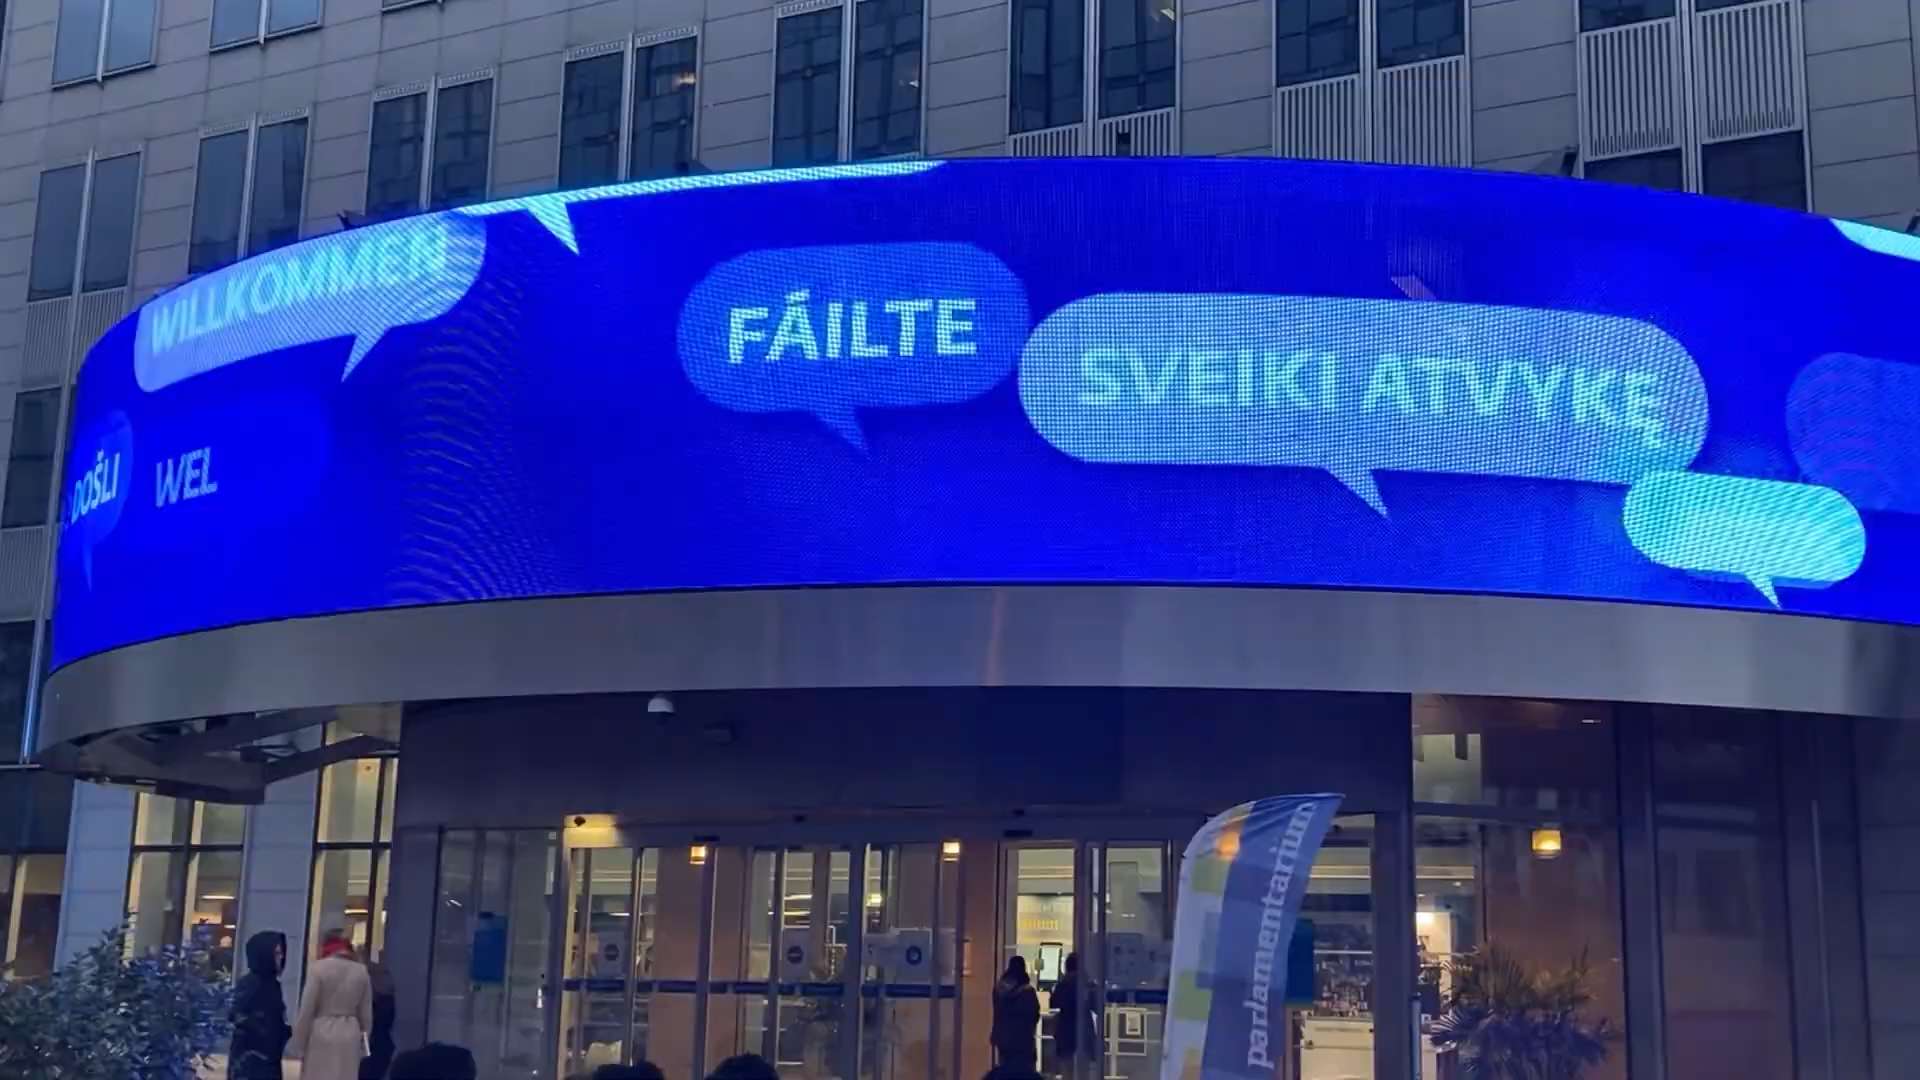 WILLKOMMEN
FÁILTE
SVEIKI ATVYKĘ
DOŠLI
WEL
parlamentarium